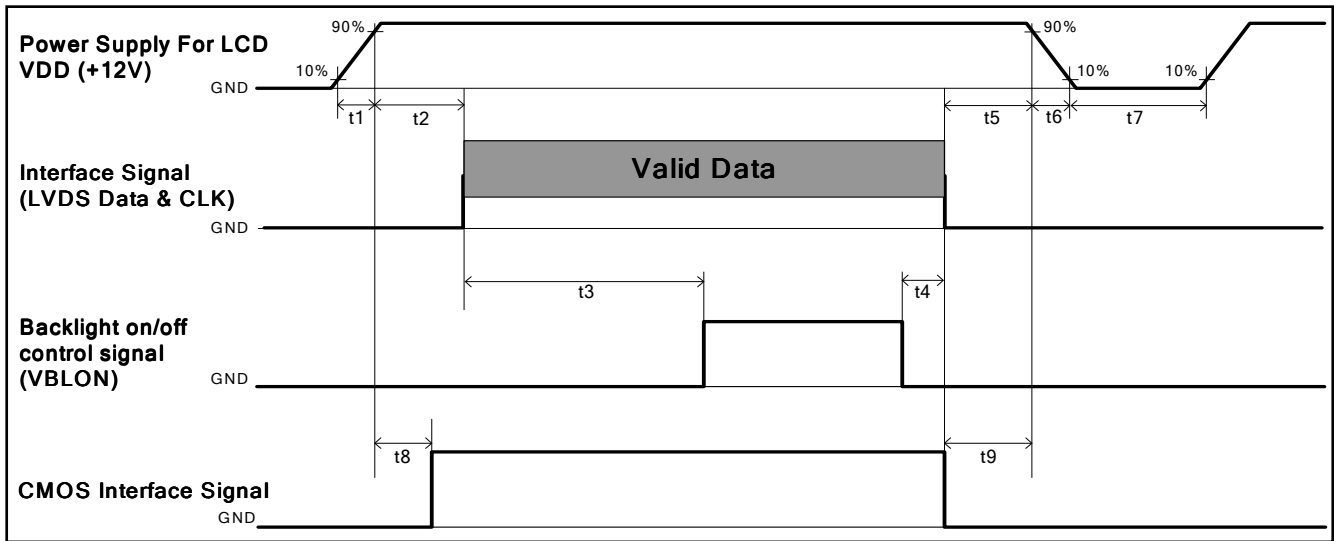 Power Supply For LCD
VDD (+12V)
90%
10%
GND
t1
t2
90%
10%
10%
t5
t6
t7
Interface Signal
(LVDS Data & CLK)
GND
Valid Data
t3
t4
Backlight on/off
control signal
(VBLON)
GND
t8
t9
CMOS Interface Signal
GND